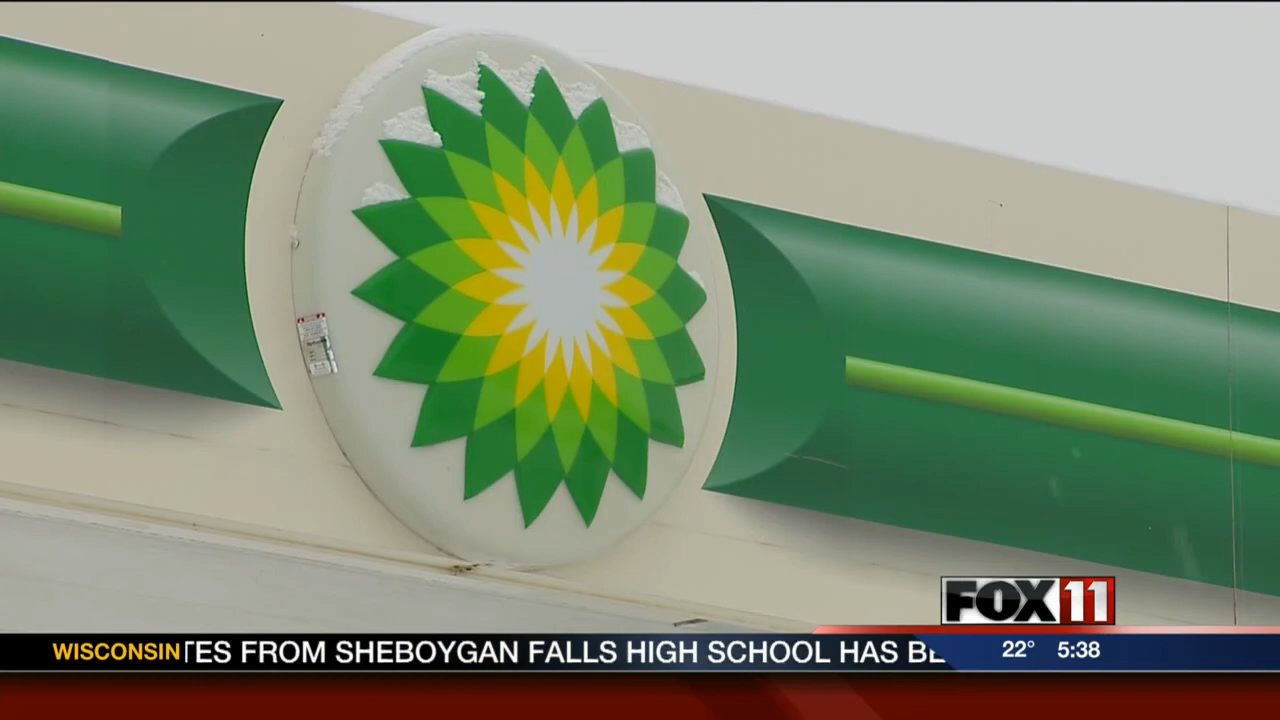 FOX 11
WISCONSIN TES FROM SHEBOYGAN FALLS HIGH SCHOOL HAS BE 22° 5:38